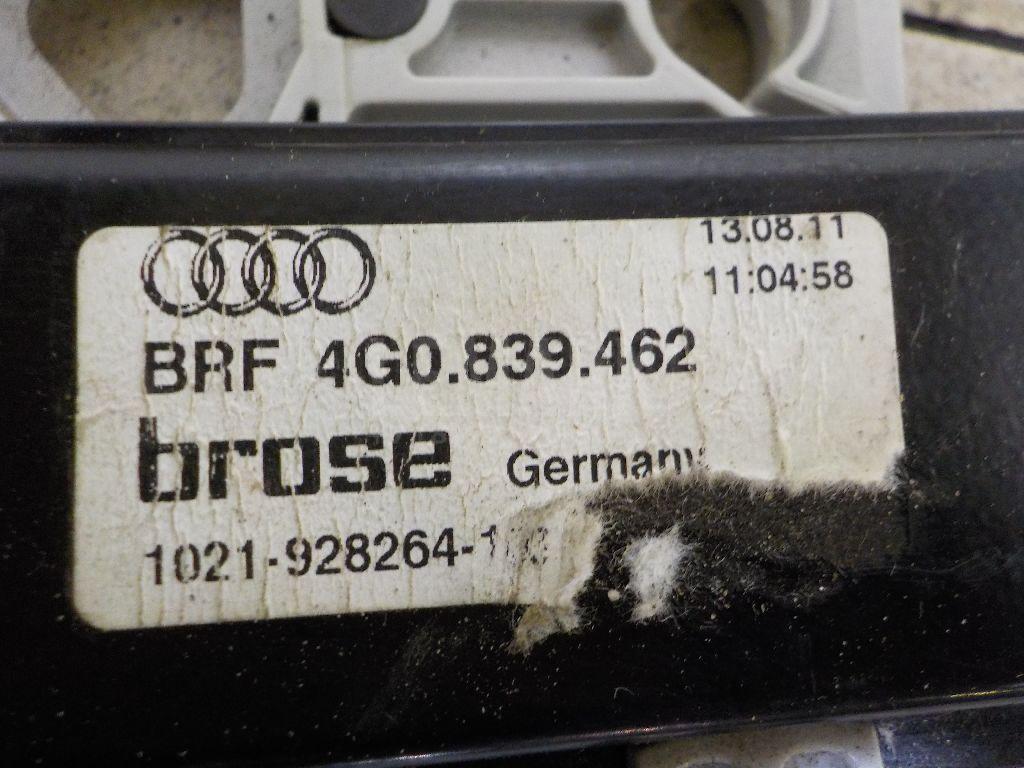 13.08.11
11:04:58
BRF 4G0.839.462
brose Germany
1021-928264-